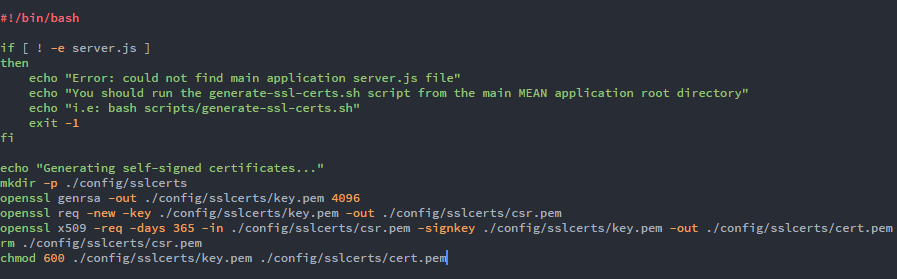 #!/bin/bash

if [ ! -e server.js ]
then
    echo "Error: could not find main application server.js file"
    echo "You should run the generate-ssl-certs.sh script from the main MEAN application root directory"
    echo "i.e: bash scripts/generate-ssl-certs.sh"
    exit -1
fi

echo "Generating self-signed certificates..."
mkdir -p ./config/sslcerts
openssl genrsa -out ./config/sslcerts/key.pem 4096
openssl req -new -key ./config/sslcerts/key.pem -out ./config/sslcerts/csr.pem
openssl x509 -req -days 365 -in ./config/sslcerts/csr.pem -signkey ./config/sslcerts/key.pem -out ./config/sslcerts/cert.pem
rm ./config/sslcerts/csr.pem
chmod 600 ./config/sslcerts/key.pem ./config/sslcerts/cert.pem